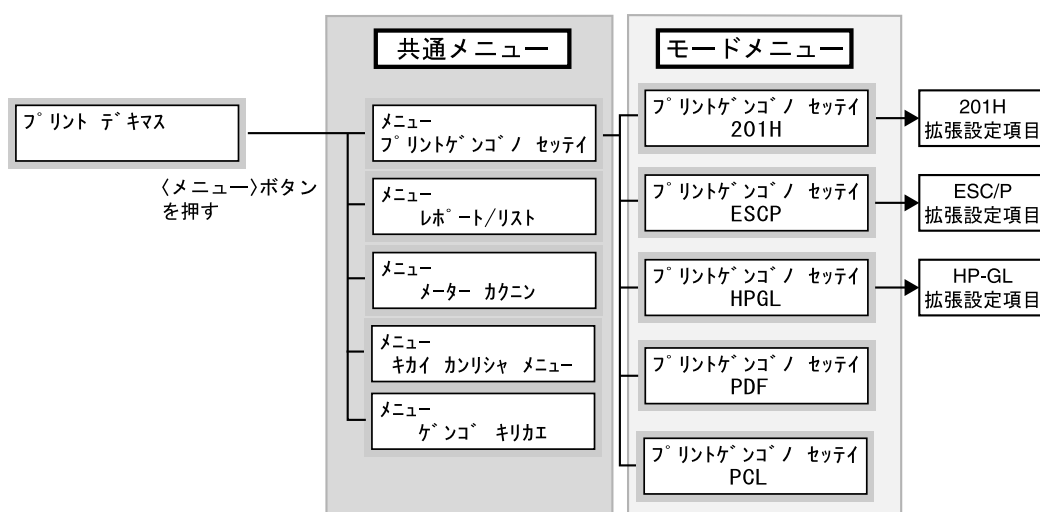 共通メニュー
モードメニュー
プリント デキマス
〈メニュー〉ボタン
を押す
メニュー
プリントゲンゴノ セッテイ
メニュー
レポート/リスト
メニュー
メーター カクニン
メニュー
キカイ カンリシャ メニュー
メニュー
ゲンゴ キリカエ
プリントゲンゴノ セッテイ
201H
プリントゲンゴノ セッテイ
ESCP
プリントゲンゴノ セッテイ
HPGL
プリントゲンゴノ セッテイ
PDF
プリントゲンゴノ セッテイ
PCL
201H
拡張設定項目
ESC/P
拡張設定項目
HP-GL
拡張設定項目